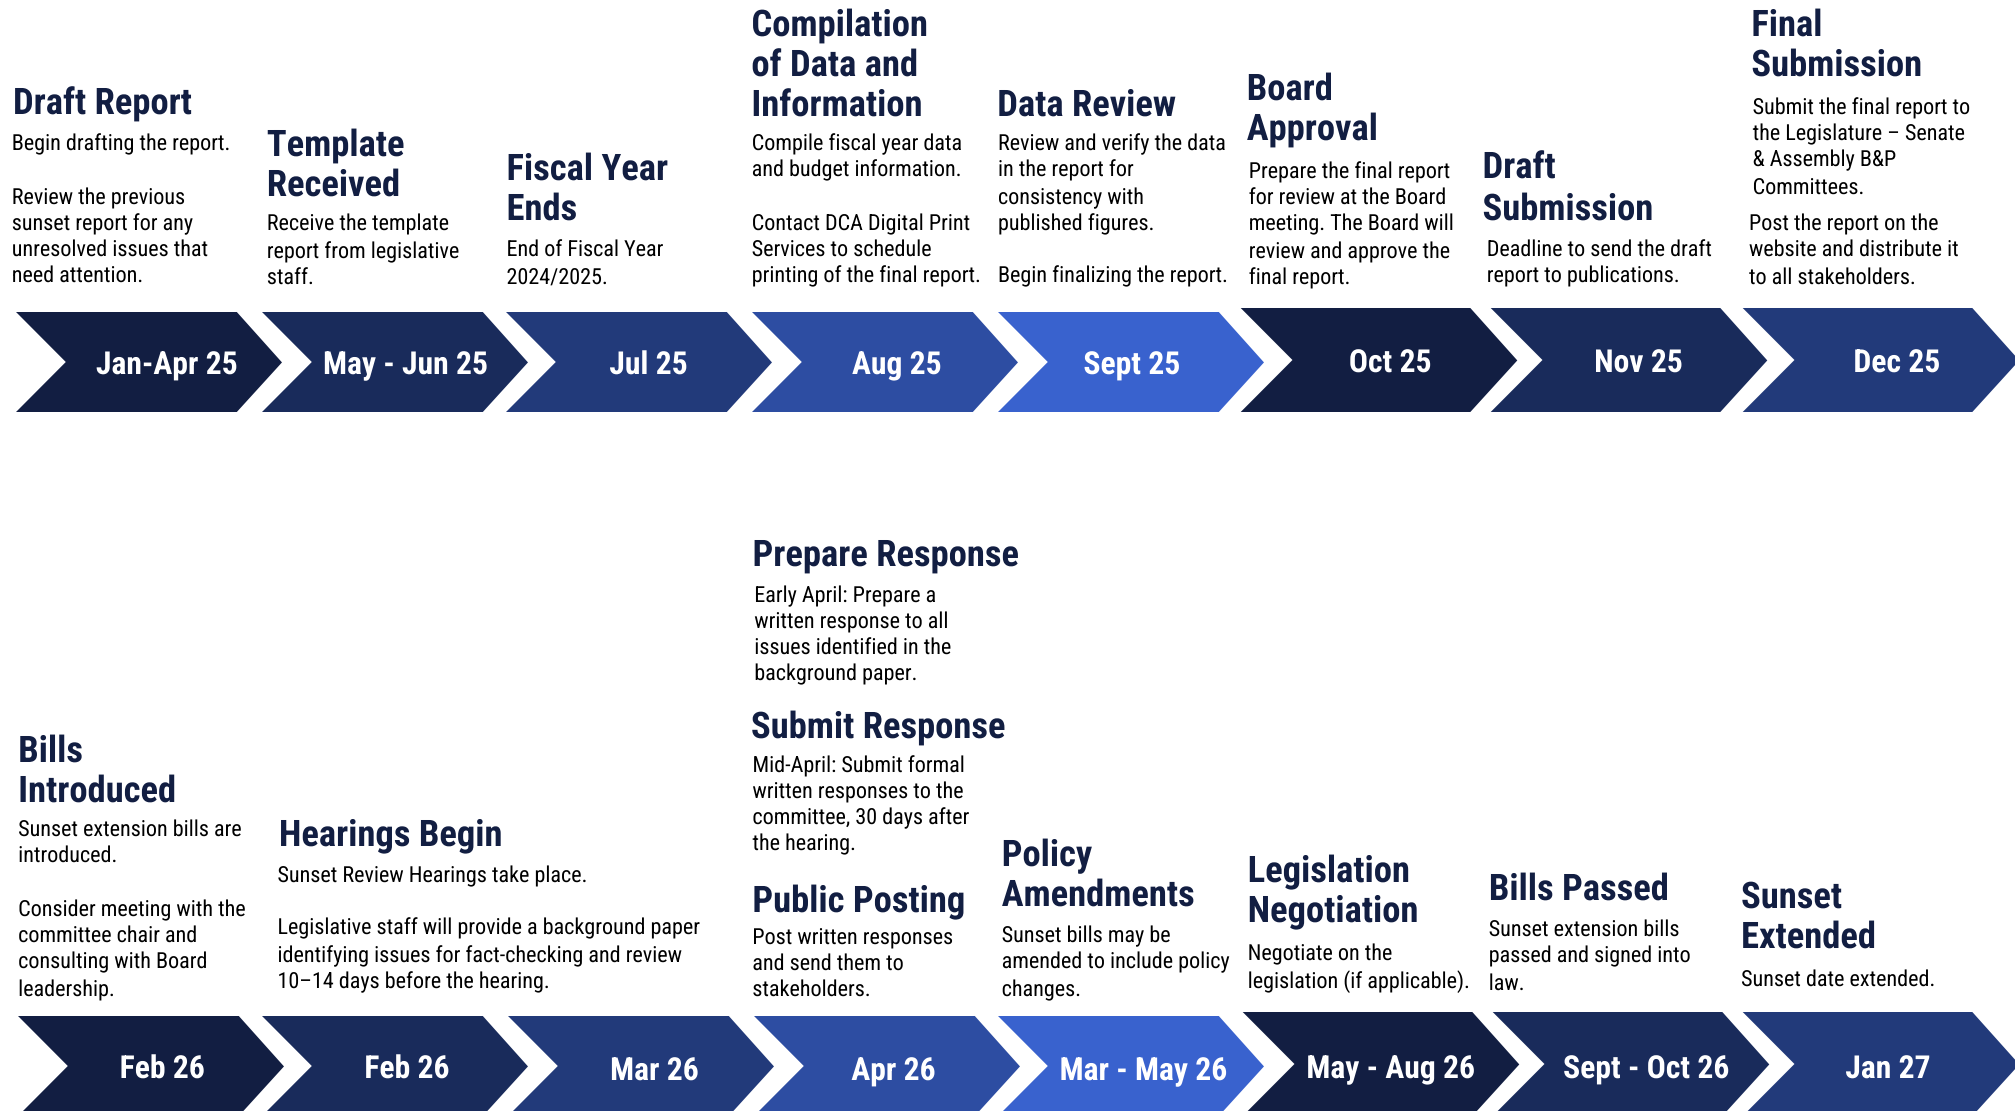 Draft Report
Begin drafting the report.
Review the previous
sunset report for any
unresolved issues that
need attention.
Jan-Apr 25
Template
Received
Receive the template
report from legislative
staff.
May - Jun 25
Fiscal Year
Ends
End of Fiscal Year
2024/2025.
Jul 25
Compilation
of Data and
Information
Compile fiscal year data
and budget information.
Contact DCA Digital Print
Services to schedule
printing of the final report.
Aug 25
Data Review
Review and verify the data
in the report for
consistency with
published figures.
Begin finalizing the report.
Sept 25
Board
Approval
Prepare the final report
for review at the Board
meeting. The Board will
review and approve the
final report.
Oct 25
Draft
Submission
Deadline to send the draft
report to publications.
Nov 25
Final
Submission
Submit the final report to
the Legislature – Senate
& Assembly B&P
Committees.
Post the report on the
website and distribute it
to all stakeholders.
Dec 25
Bills
Introduced
Sunset extension bills are
introduced.
Consider meeting with the
committee chair and
consulting with Board
leadership.
Feb 26
Hearings Begin
Sunset Review Hearings take place.
Legislative staff will provide a background paper
identifying issues for fact-checking and review
10–14 days before the hearing.
Feb 26
Mar 26
Prepare Response
Early April: Prepare a
written response to all
issues identified in the
background paper.
Submit Response
Mid-April: Submit formal
written responses to the
committee, 30 days after
the hearing.
Public Posting
Post written responses
and send them to
stakeholders.
Apr 26
Policy
Amendments
Sunset bills may be
amended to include policy
changes.
Mar - May 26
Legislation
Negotiation
Negotiate on the
legislation (if applicable).
May - Aug 26
Bills Passed
Sunset extension bills
passed and signed into
law.
Sept - Oct 26
Sunset
Extended
Sunset date extended.
Jan 27